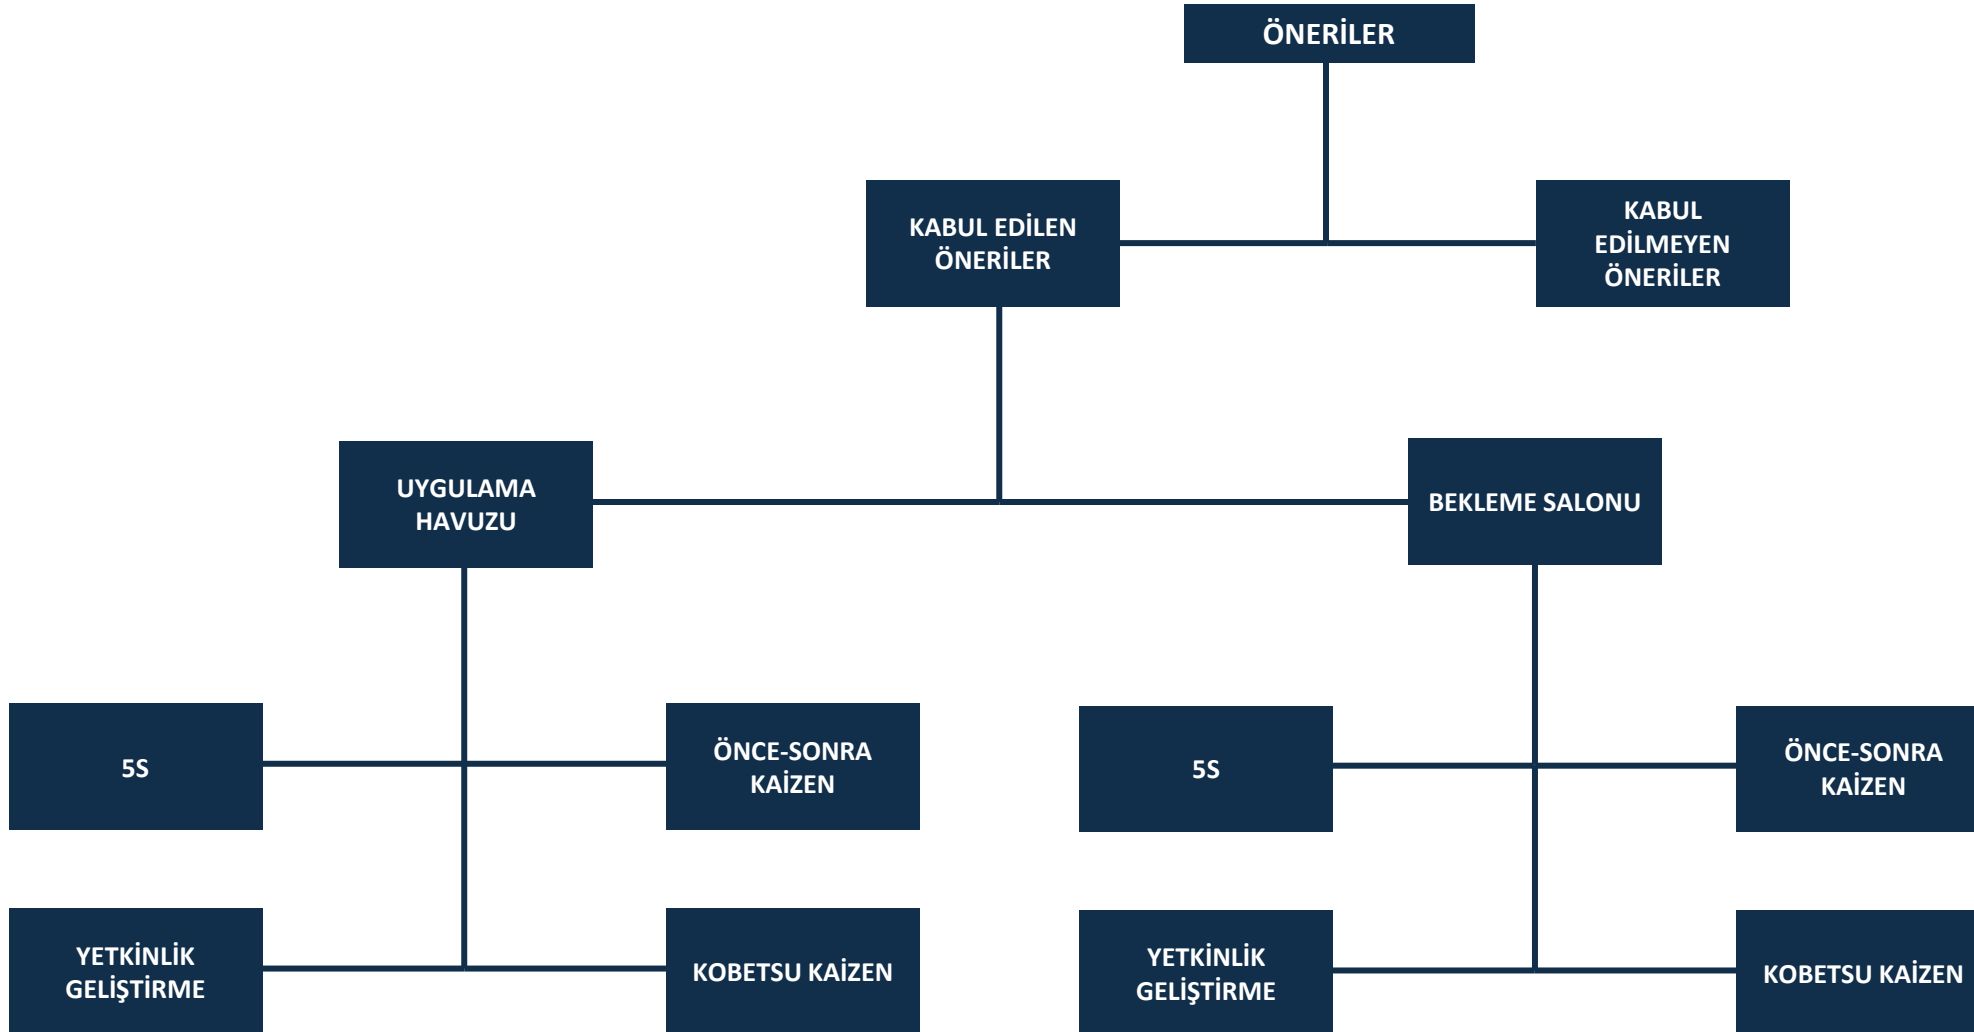 ÖNERİLER
KABUL EDİLEN
ÖNERİLER
KABUL
EDİLMEYEN
ÖNERİLER
UYGULAMA
HAVUZU
BEKLEME SALONU
5S
ÖNCE-SONRA
KAİZEN
5S
ÖNCE-SONRA
KAİZEN
YETKİNLİK
GELİŞTİRME
KOBETSU KAİZEN
YETKİNLİK
GELİŞTİRME
KOBETSU KAİZEN